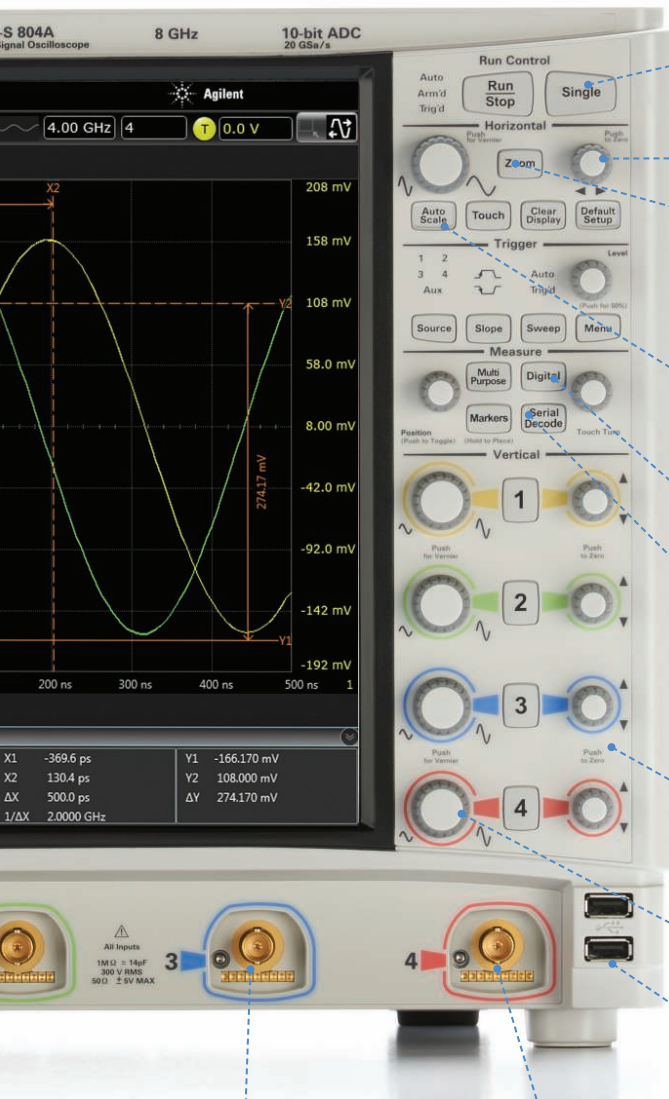 -S 804A
8 GHz
10-bit ADC
Signal Oscilloscope
20 GSa/s
Agilent
4.00 GHz
4
T
0.0 V
X2
208 mV
158 mV
Y2
108 mV
58.0 mV
8.00 mV
274.17 mV
-42.0 mV
-92.0 mV
-142 mV
Y1
-192 mV
200 ns
300 ns
400 ns
500 ns
1
X1 -369.6 ps
X2 130.4 ps
ΔX 500.0 ps
1/ΔX 2.0000 GHz
Y1 -166.170 mV
Y2 108.000 mV
ΔY 274.170 mV
Run Control
Auto
Arm'd
Trig'd
Run
Stop
Single
Horizontal
Push
for Vernier
Zoom
Push
to Zero
Auto
Scale
Touch
Clear
Display
Default
Setup
Trigger
1 2
3 4
Aux
Auto
Trig'd
Level
(Push for 50%)
Source
Slope
Sweep
Menu
Measure
Multi
Purpose
Digital
Markers
Serial
Decode
Position
(Push to Toggle)
(Hold to Place)
Touch Tune
Vertical
1
Push
for Vernier
Push
to Zero
2
3
Push
for Vernier
Push
to Zero
4
All Inputs
1MΩ = 14pF
300 V RMS
50Ω ±5V MAX
3
4